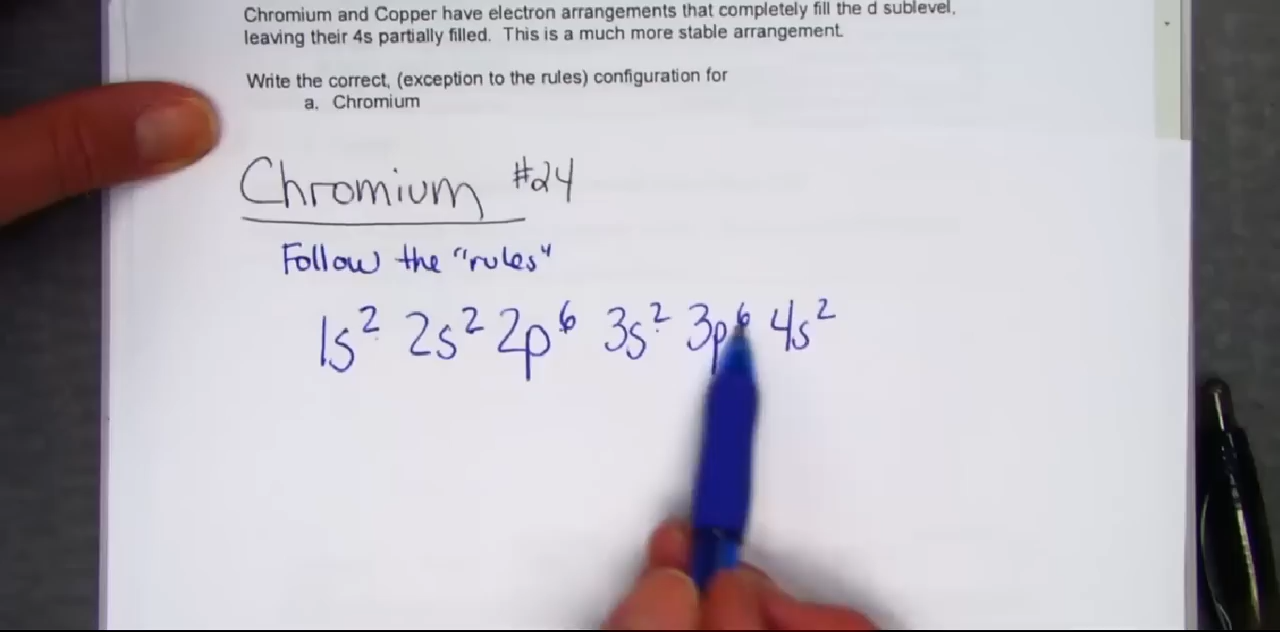 Chromium and Copper have electron arrangements that completely fill the d sublevel,
leaving their 4s partially filled. This is a much more stable arrangement.
Write the correct, (exception to the rules) configuration for
a. Chromium
Chromium #24
Follow the "rules"
1s² 2s² 2p⁶ 3s² 3p⁶ 4s²